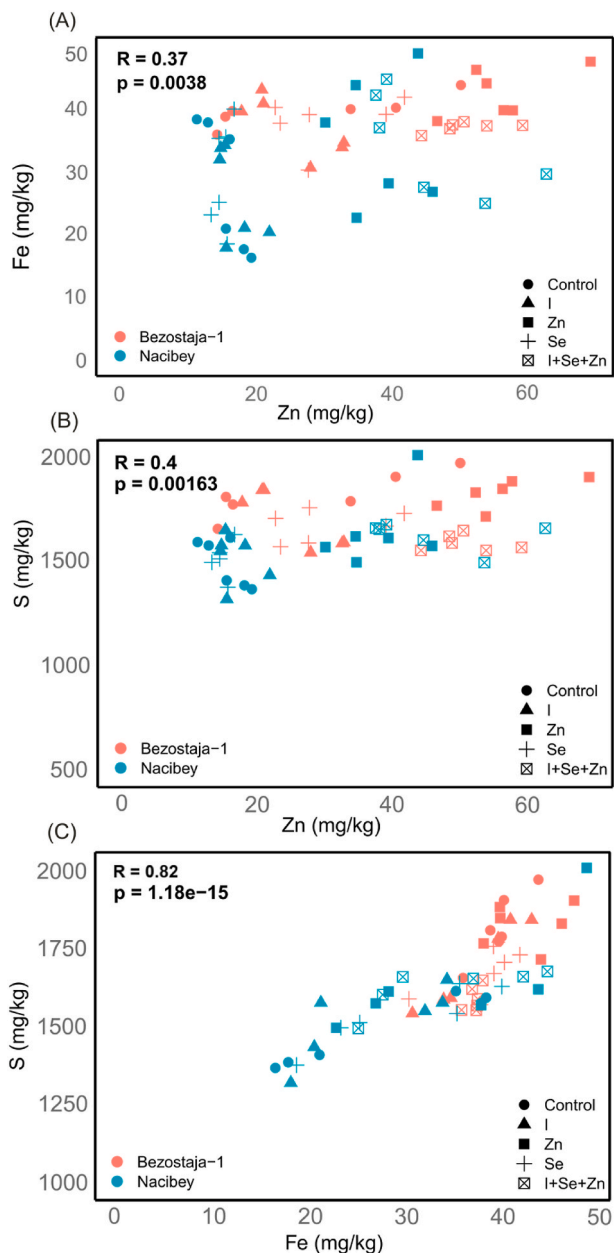 (A)
R = 0.37
p = 0.0038
50
40
30
20
10
0
Fe (mg/kg)
Bezostaja−1
Nacibey
Control
I
Zn
Se
I+Se+Zn
0 20 40 60
Zn (mg/kg)
(B)
R = 0.4
p = 0.00163
2000
1500
1000
500
S (mg/kg)
Bezostaja−1
Nacibey
Control
I
Zn
Se
I+Se+Zn
0 20 40 60
Zn (mg/kg)
(C)
R = 0.82
p = 1.18e−15
2000
1750
1500
1250
1000
S (mg/kg)
Bezostaja−1
Nacibey
Control
I
Zn
Se
I+Se+Zn
0 10 20 30 40 50
Fe (mg/kg)